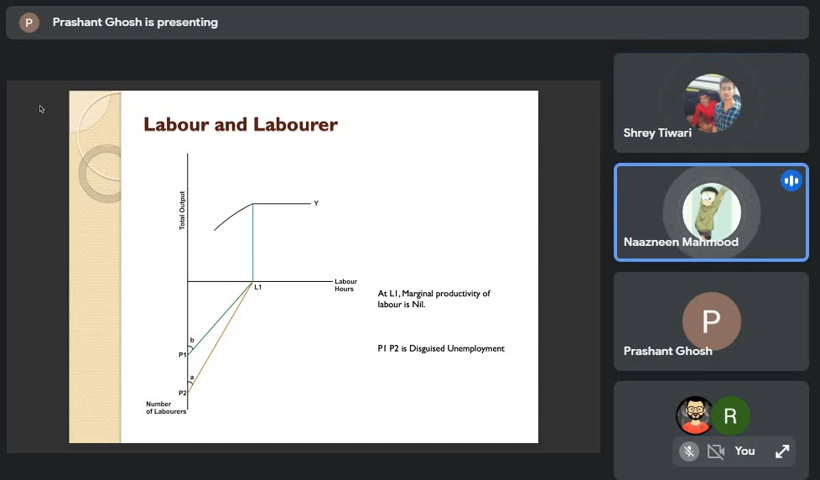 P
Prashant Ghosh is presenting
Labour and Labourer
Total Output
Y
Labour
Hours
L1
At L1, Marginal productivity of
labour is Nil.
b
P1
P1 P2 is Disguised Unemployment
a
P2
Number
of Labourers
Shrey Tiwari
Naazneen Mahmood
P
Prashant Ghosh
R
You